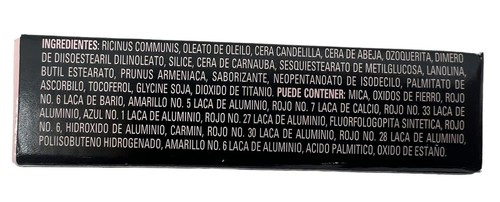 INGREDIENTES: RICINUS COMMUNIS, OLEATO DE OLEILO, CERA CANDELILLA, CERA DE ABEJA, OZOQUERITA, DIMERO
DE DIISOESTEARIL DILINOLEATO, SILICE, CERA DE CARNAUBA, SESQUIESTEARATO DE METILGLUCOSA, LANOLINA,
BUTIL ESTEARATO, PRUNUS ARMENIACA, SABORIZANTE, NEOPENTANOATO DE ISODECILO, PALMITATO DE
ASCORBILO, TOCOFEROL, GLYCINE SOJA, DIOXIDO DE TITANIO. PUEDE CONTENER: MICA, OXIDOS DE FIERRO, ROJO
NO. 6 LACA DE BARIO, AMARILLO NO. 5 LACA DE ALUMINIO, ROJO NO. 7 LACA DE CALCIO, ROJO NO. 33 LACA
DE ALUMINIO, AZUL NO. 1 LACA DE ALUMINIO, ROJO NO. 27 LACA DE ALUMINIO, FLUORFOLOGOPITA SINTETICA, ROJO
NO. 6, HIDROXIDO DE ALUMINIO, CARMIN, ROJO NO. 30 LACA DE ALUMINIO, ROJO NO. 28 LACA DE ALUMINIO,
POLIISOBUTENO HIDROGENADO, AMARILLO NO. 6 LACA DE ALUMINIO, ACIDO PALMITICO, OXIDO DE ESTAÑO.